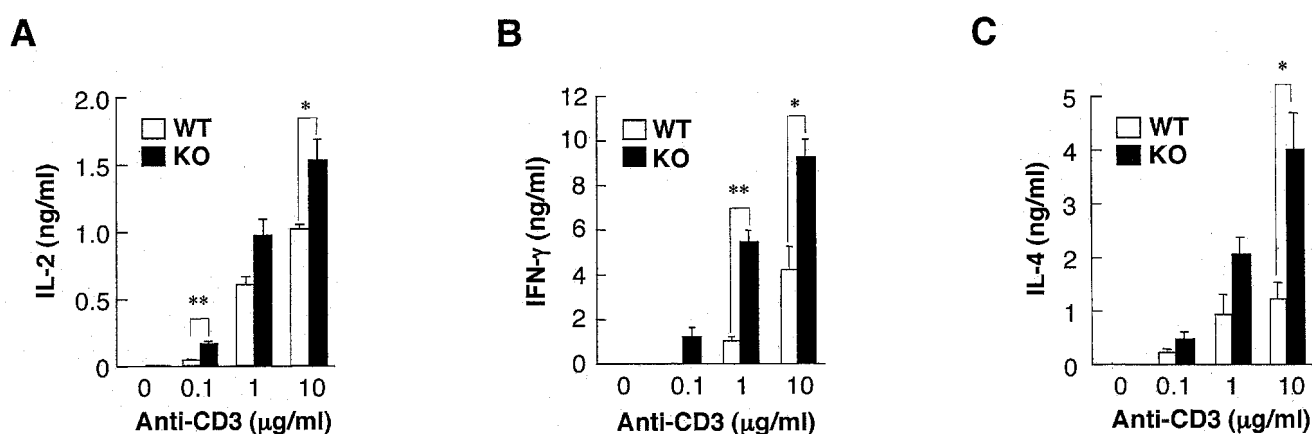 A
IL-2 (ng/ml)
2.0
1.5
1.0
0.5
0
WT
KO
**
*
0 0.1 1 10
Anti-CD3 (μg/ml)
B
IFN-γ (ng/ml)
12
10
8
6
4
2
0
WT
KO
**
*
0 0.1 1 10
Anti-CD3 (μg/ml)
C
IL-4 (ng/ml)
5
4
3
2
1
0
WT
KO
*
0 0.1 1 10
Anti-CD3 (μg/ml)